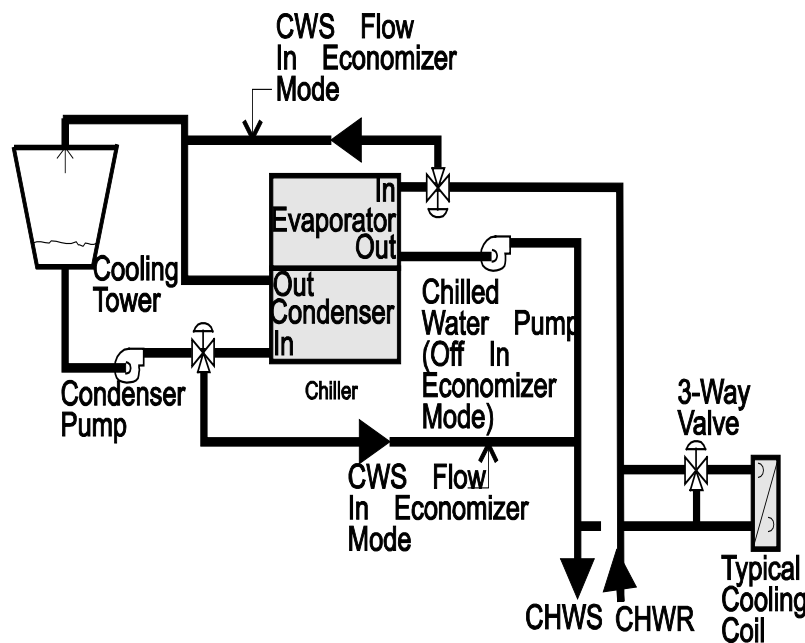 CWS Flow
In Economizer
Mode
In
Evaporator
Out
Cooling
Tower
Out
Condenser
In
Chilled
Water Pump
(Off In
Economizer
Mode)
Condenser
Pump
Chiller
3-Way
Valve
CWS Flow
In Economizer
Mode
Typical
Cooling
Coil
CHWS
CHWR